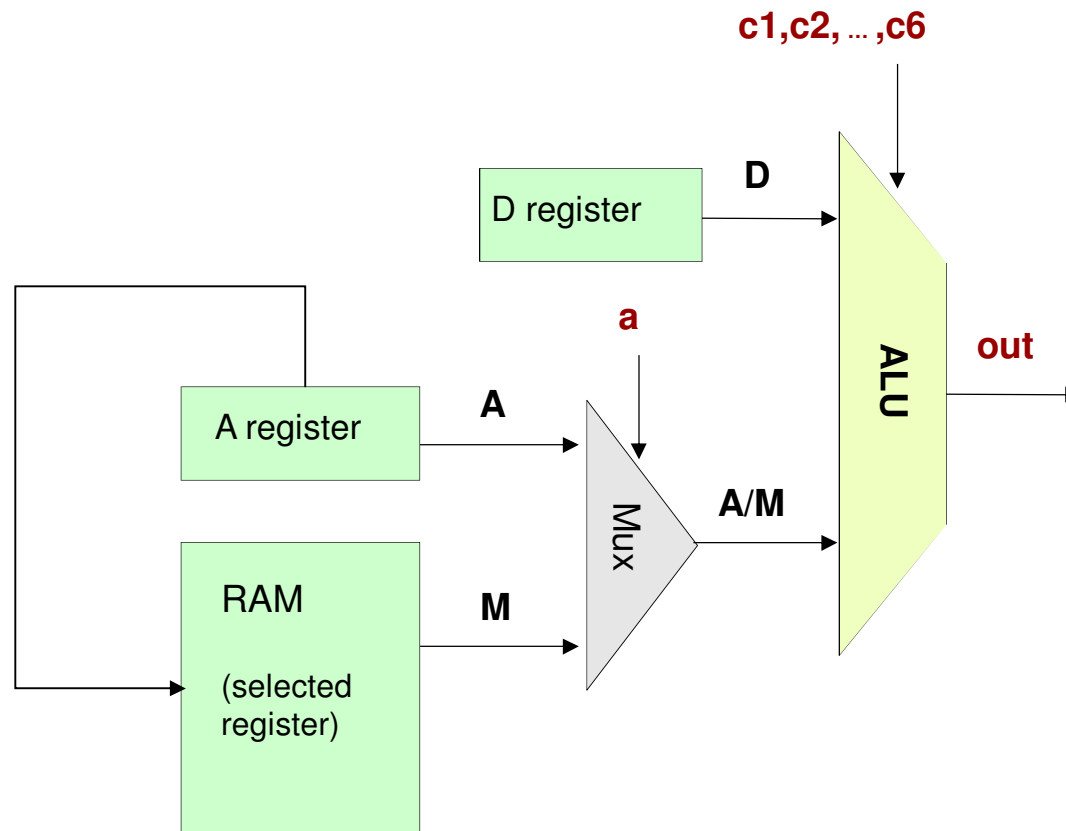 c1,c2, ... ,c6
D register
D
a
A register
A
ALU
out
Mux
A/M
RAM
M
(selected
register)